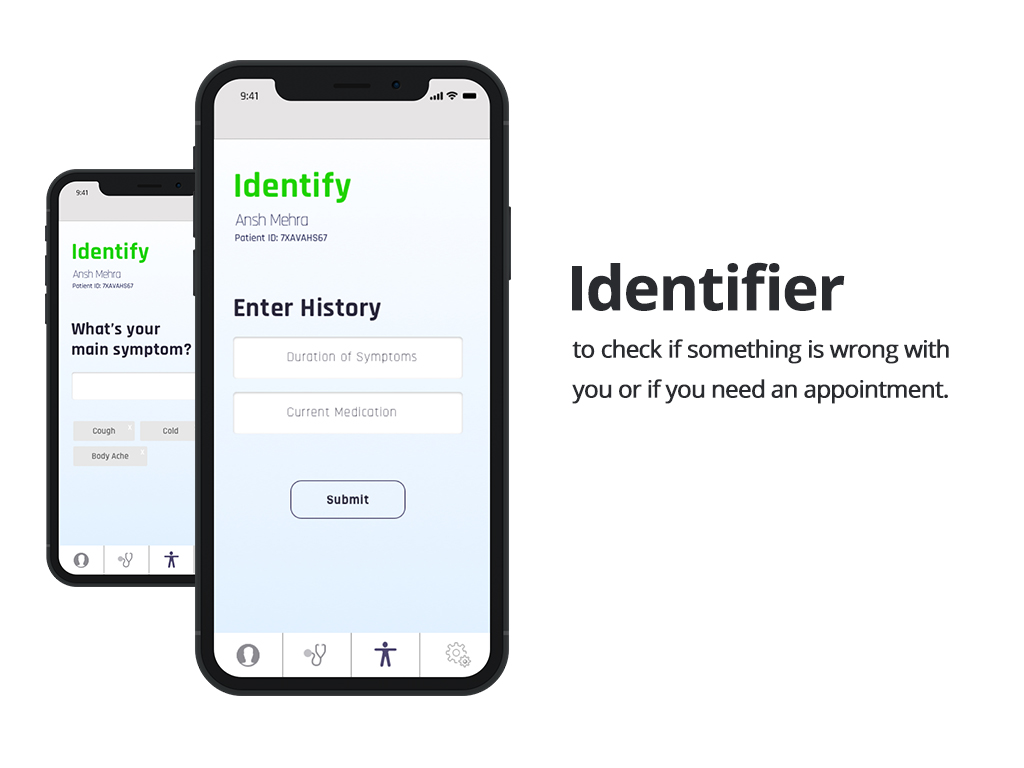 9:41
Identify
Ansh Mehra
Patient ID: 7XAVAHS67
What's your
main symptom?
Cough x
Cold
Body Ache x
9:41
Identify
Ansh Mehra
Patient ID: 7XAVAHS67
Enter History
Duration of Symptoms
Current Medication
Submit
Identifier
to check if something is wrong with
you or if you need an appointment.